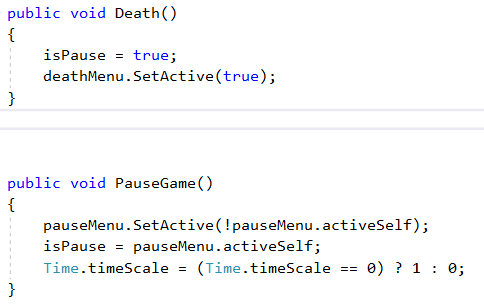 public void Death()
{
isPause = true;
deathMenu.SetActive(true);
}
public void PauseGame()
{
pauseMenu.SetActive(!pauseMenu.activeSelf);
isPause = pauseMenu.activeSelf;
Time.timeScale = (Time.timeScale == 0) ? 1 : 0;
}